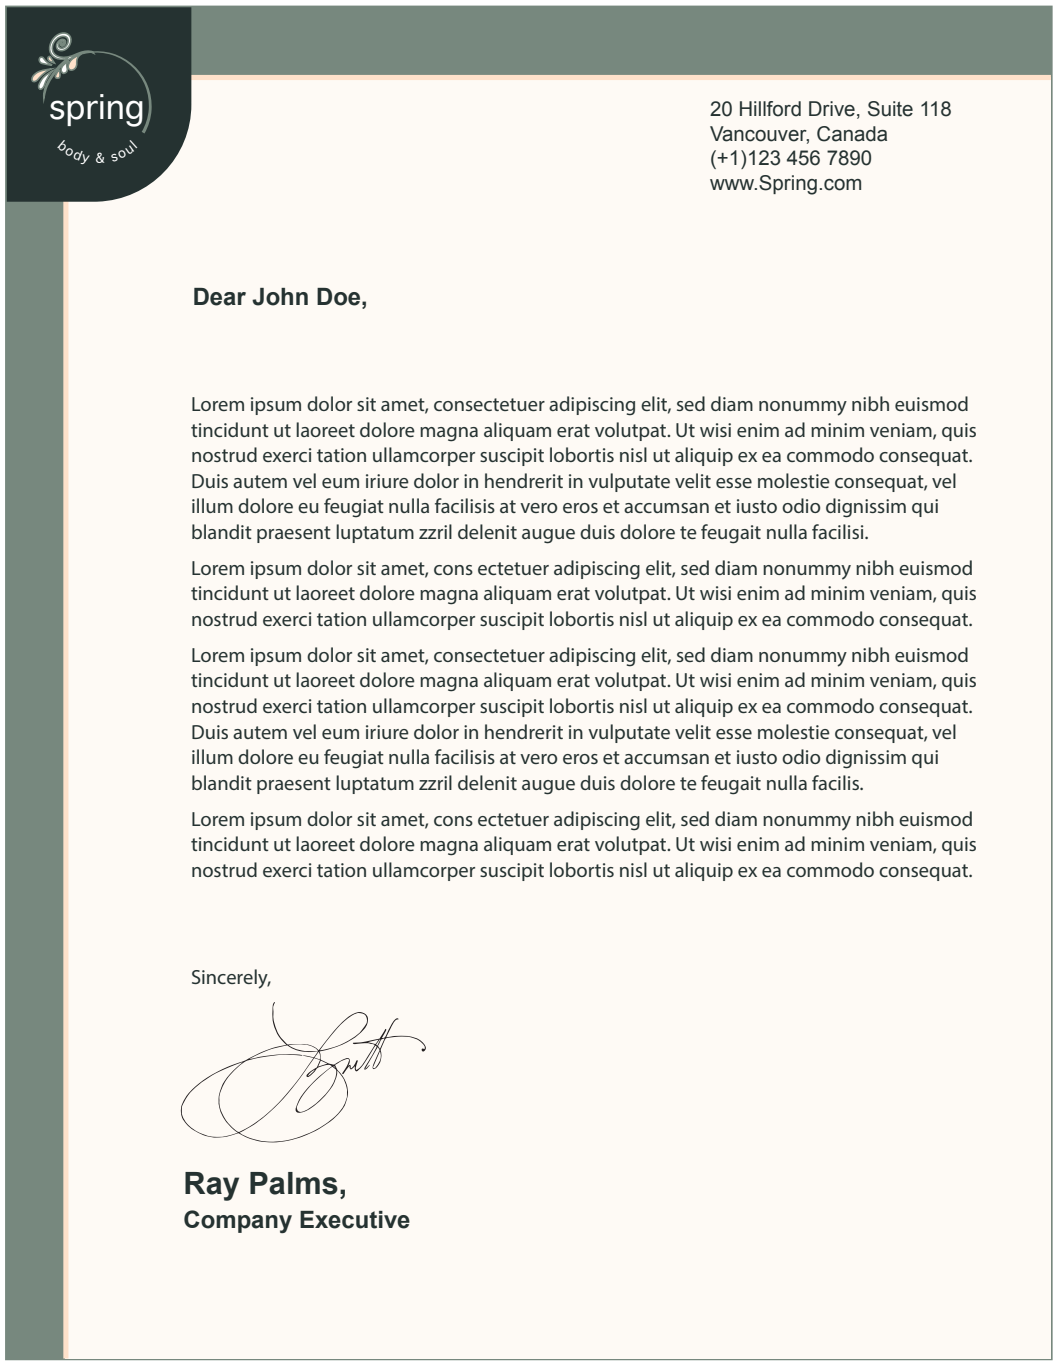 spring
body & soul
20 Hillford Drive, Suite 118
Vancouver, Canada
(+1)123 456 7890
www.Spring.com
Dear John Doe,
Lorem ipsum dolor sit amet, consectetuer adipiscing elit, sed diam nonummy nibh euismod
tincidunt ut laoreet dolore magna aliquam erat volutpat. Ut wisi enim ad minim veniam, quis
nostrud exerci tation ullamcorper suscipit lobortis nisl ut aliquip ex ea commodo consequat.
Duis autem vel eum iriure dolor in hendrerit in vulputate velit esse molestie consequat, vel
illum dolore eu feugiat nulla facilisis at vero eros et accumsan et iusto odio dignissim qui
blandit praesent luptatum zzril delenit augue duis dolore te feugait nulla facilisi.
Lorem ipsum dolor sit amet, cons ectetuer adipiscing elit, sed diam nonummy nibh euismod
tincidunt ut laoreet dolore magna aliquam erat volutpat. Ut wisi enim ad minim veniam, quis
nostrud exerci tation ullamcorper suscipit lobortis nisl ut aliquip ex ea commodo consequat.
Lorem ipsum dolor sit amet, consectetuer adipiscing elit, sed diam nonummy nibh euismod
tincidunt ut laoreet dolore magna aliquam erat volutpat. Ut wisi enim ad minim veniam, quis
nostrud exerci tation ullamcorper suscipit lobortis nisl ut aliquip ex ea commodo consequat.
Duis autem vel eum iriure dolor in hendrerit in vulputate velit esse molestie consequat, vel
illum dolore eu feugiat nulla facilisis at vero eros et accumsan et iusto odio dignissim qui
blandit praesent luptatum zzril delenit augue duis dolore te feugait nulla facilis.
Lorem ipsum dolor sit amet, cons ectetuer adipiscing elit, sed diam nonummy nibh euismod
tincidunt ut laoreet dolore magna aliquam erat volutpat. Ut wisi enim ad minim veniam, quis
nostrud exerci tation ullamcorper suscipit lobortis nisl ut aliquip ex ea commodo consequat.
Sincerely,
Ray Palms,
Company Executive